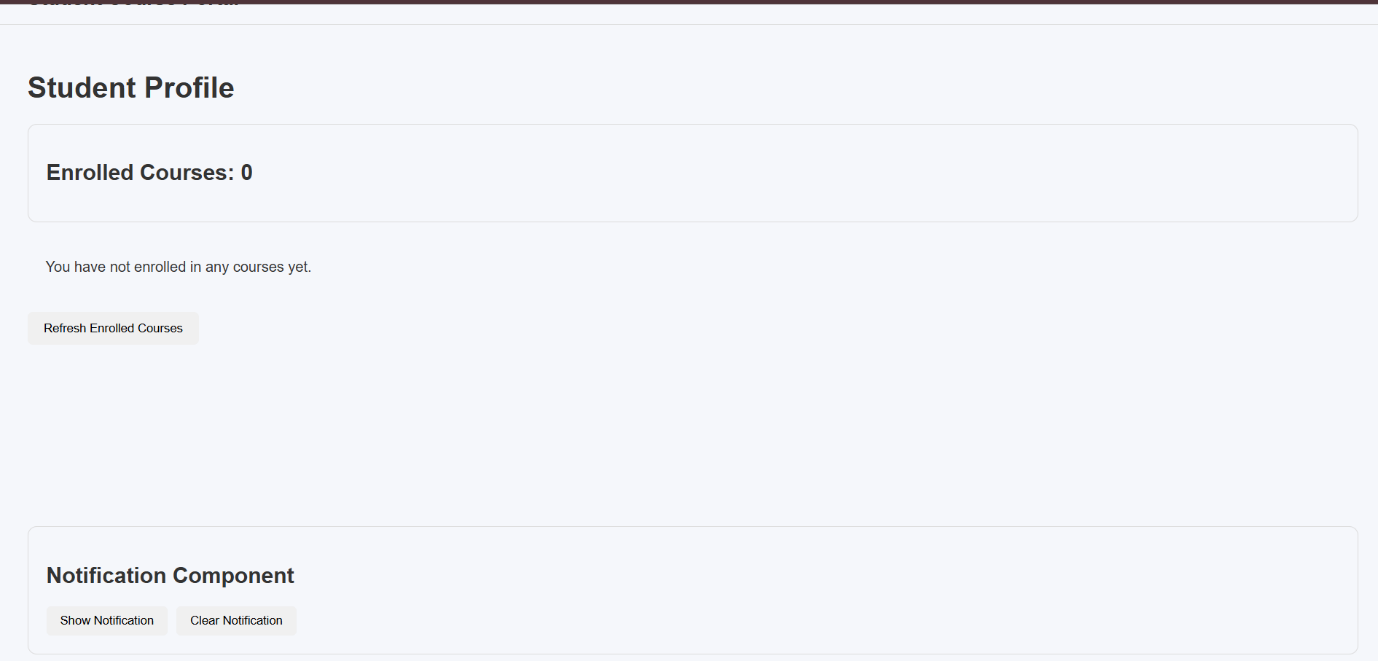 Student Profile
Enrolled Courses: 0
You have not enrolled in any courses yet.
Refresh Enrolled Courses
Notification Component
Show Notification Clear Notification